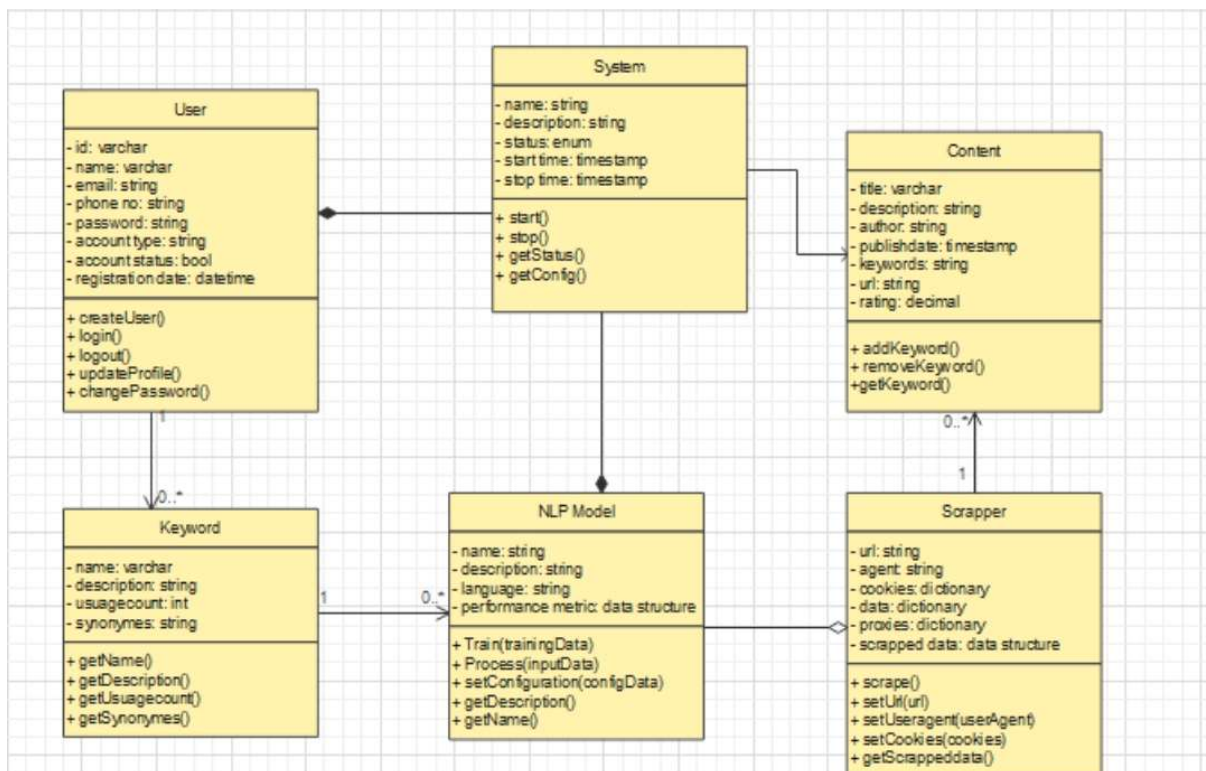 System
- name: string
- description: string
- status: enum
- start time: timestamp
- stop time: timestamp
+ start()
+ stop()
+ getStatus()
+ getConfig()
User
- id: varchar
- name: varchar
- email: string
- phone no: string
- password: string
- account type: string
- account status: bool
- registration date: datetime
+ createUser()
+ login()
+ logout()
+ updateProfile()
+ changePassword()
Content
- title: varchar
- description: string
- author: string
- publishdate: timestamp
- keywords: string
- url: string
- rating: decimal
+ addKeyword()
+ removeKeyword()
+getKeyword()
1
0..*
0..*
1
Keyword
- name: varchar
- description: string
- usuagecount: int
- synonymes: string
+ getName()
+ getDescription()
+ getUsuagecount()
+ getSynonymes()
1
0..*
NLP Model
- name: string
- description: string
- language: string
- performance metric: data structure
+ Train(trainingData)
+ Process(inputData)
+ setConfiguration(configData)
+ getDescription()
+ getName()
Scrapper
- url: string
- agent: string
- cookies: dictionary
- data: dictionary
- proxies: dictionary
- scrapped data: data structure
+ scrape()
+ setUrl(url)
+ setUseragent(userAgent)
+ setCookies(cookies)
+ getScrappeddata()